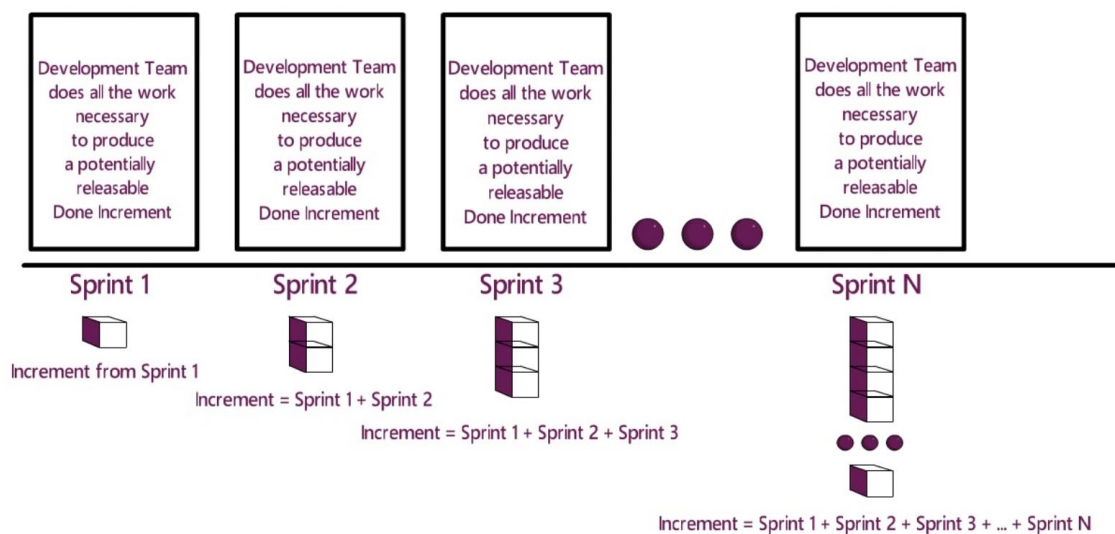 Development Team
does all the work
necessary
to produce
a potentially
releasable
Done Increment
Development Team
does all the work
necessary
to produce
a potentially
releasable
Done Increment
Development Team
does all the work
necessary
to produce
a potentially
releasable
Done Increment
Development Team
does all the work
necessary
to produce
a potentially
releasable
Done Increment
Sprint 1
Sprint 2
Sprint 3
Sprint N
Increment from Sprint 1
Increment = Sprint 1 + Sprint 2
Increment = Sprint 1 + Sprint 2 + Sprint 3
Increment = Sprint 1 + Sprint 2 + Sprint 3 + ... + Sprint N